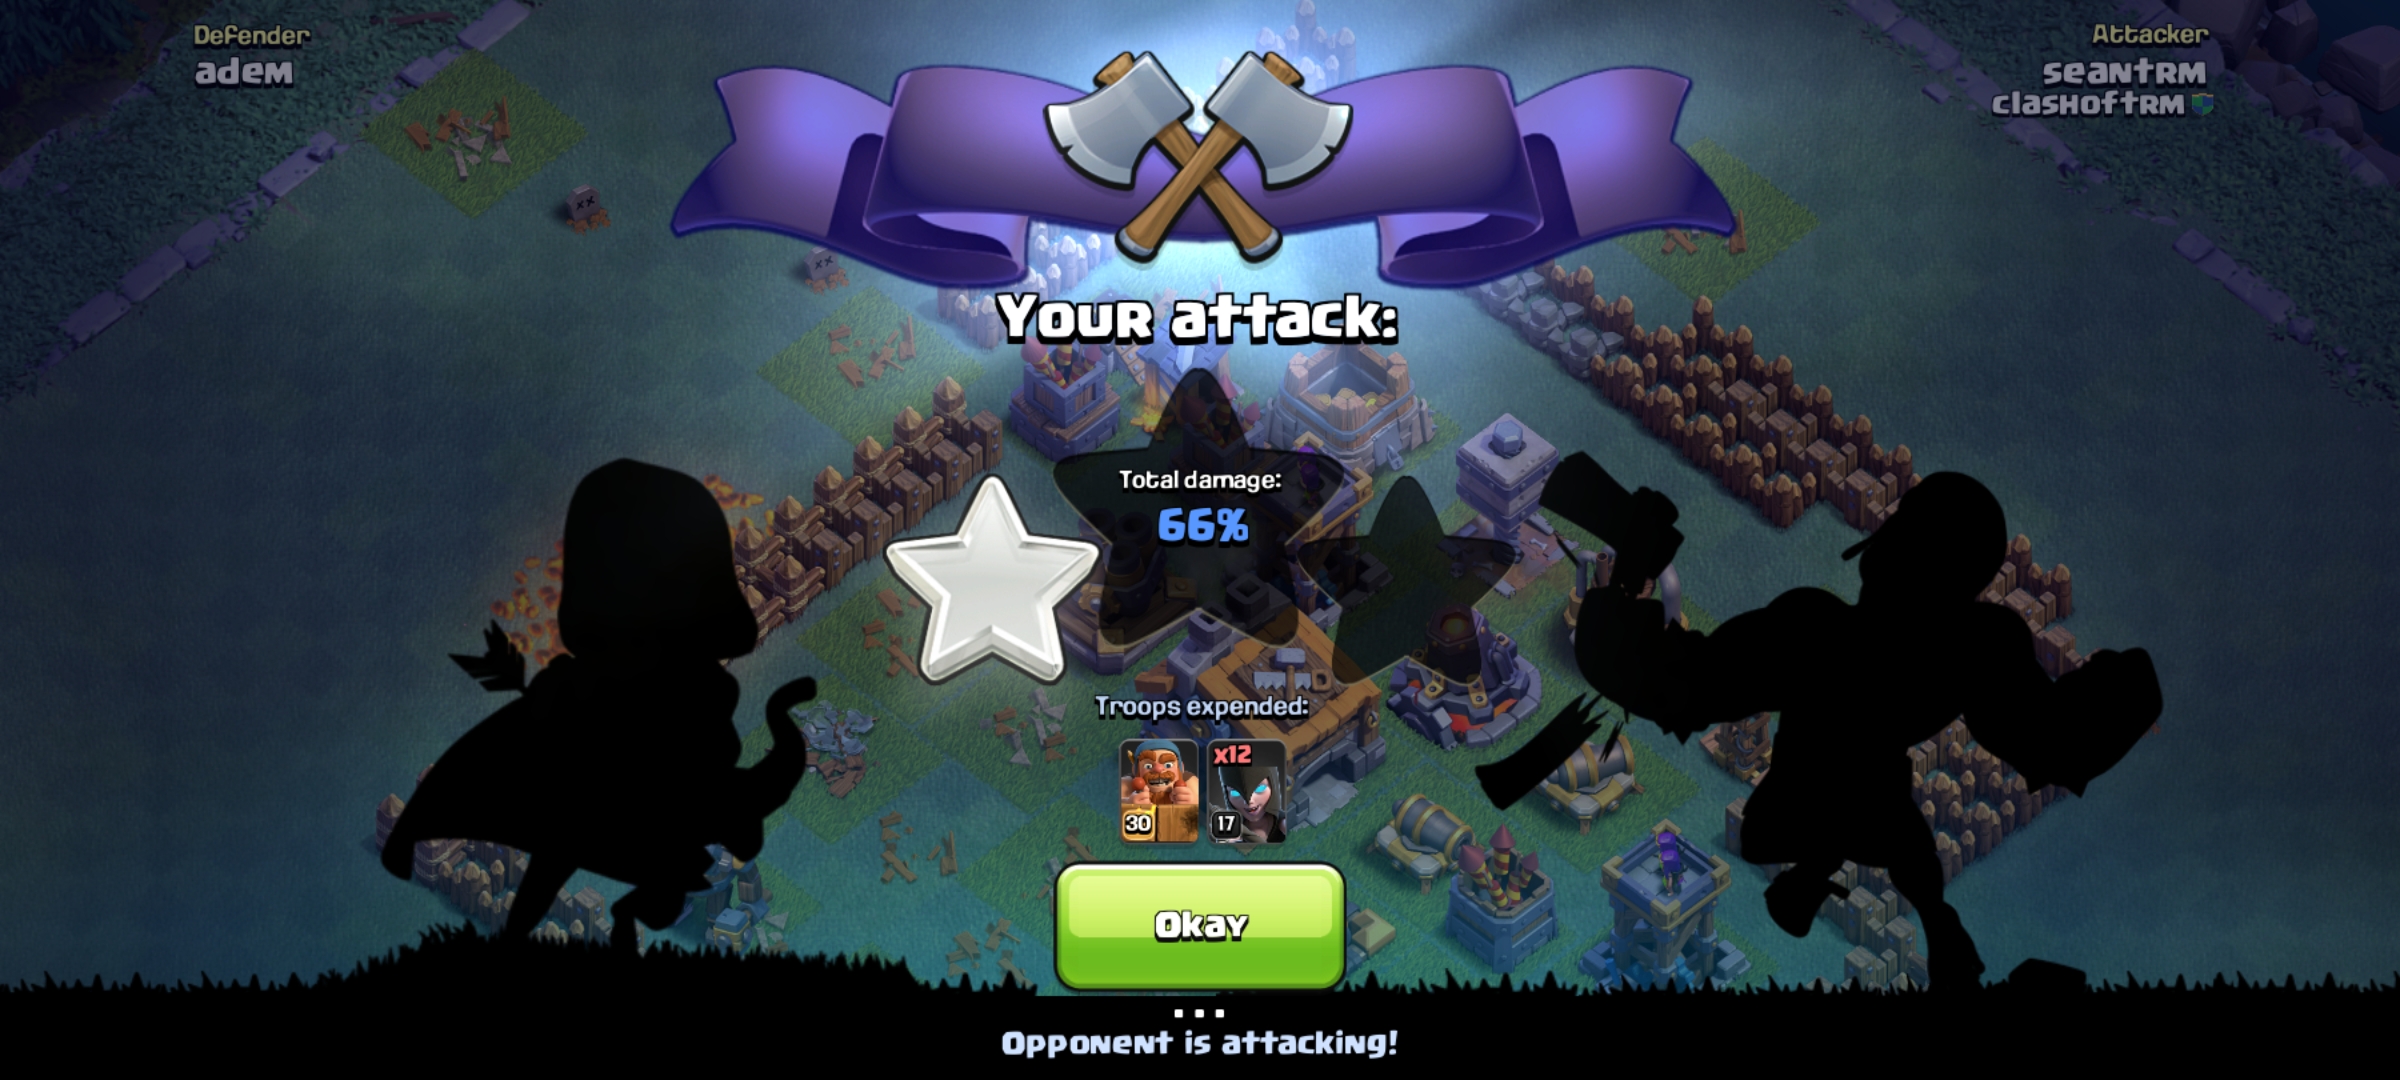 Defender
adem
Attacker
seantrm
clashoftrm
Your attack:
Total damage:
66%
Troops expended:
x12
30
17
Okay
...
Opponent is attacking!